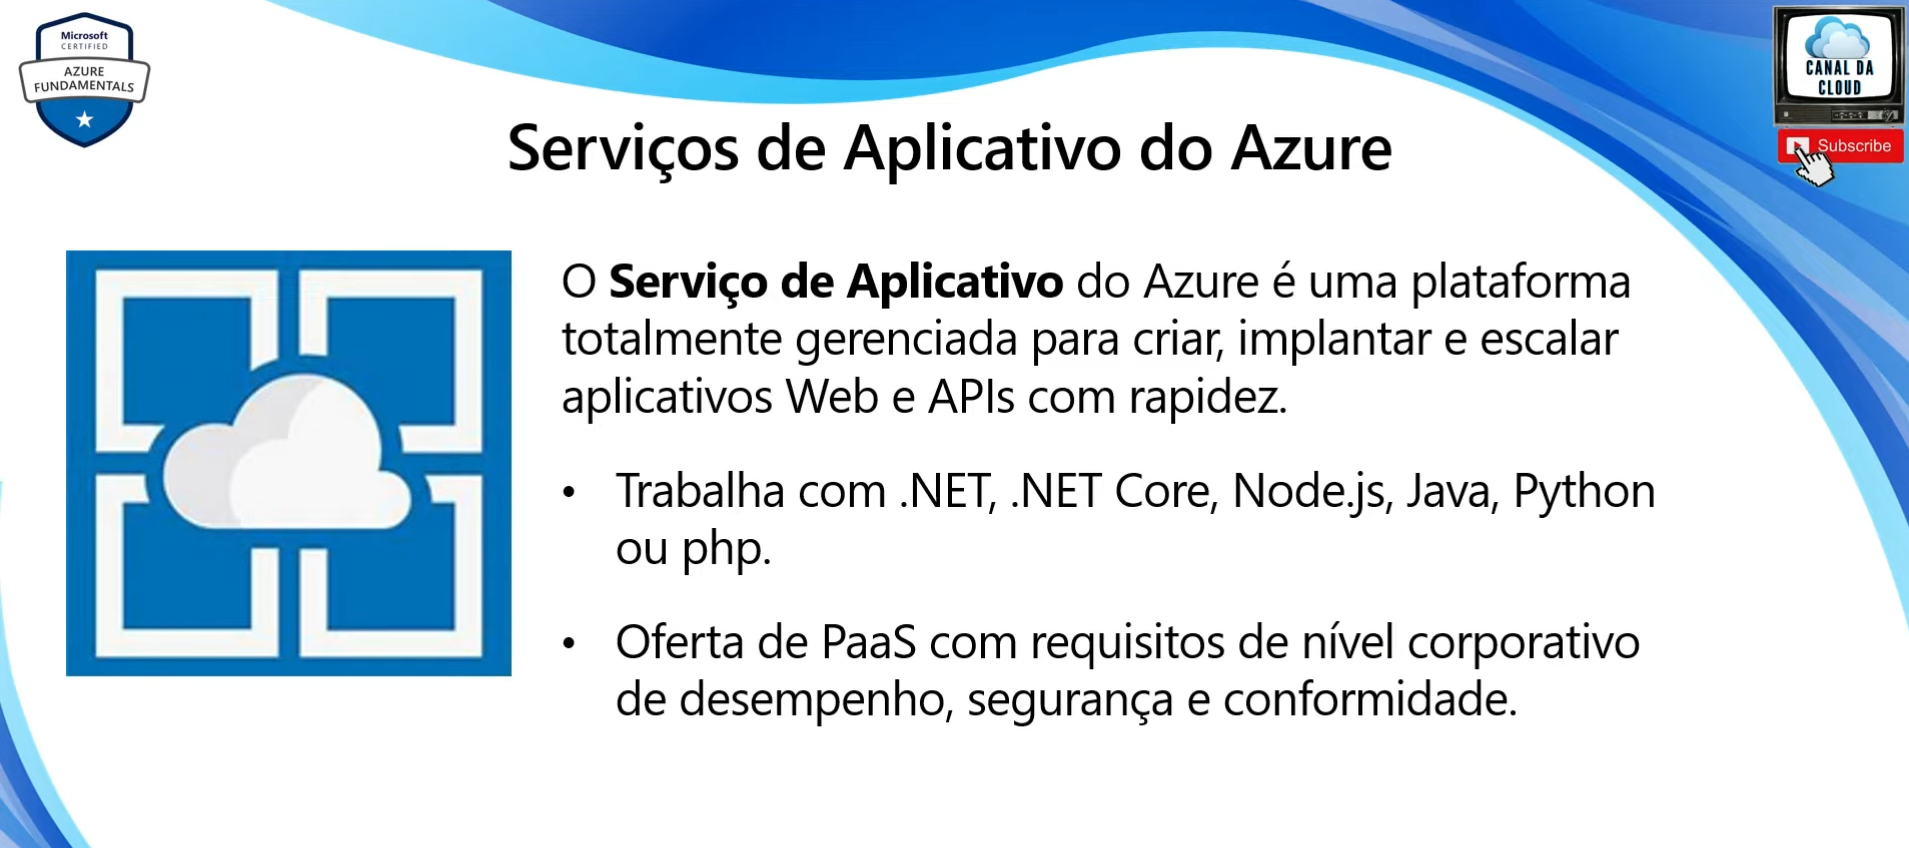 Microsoft
CERTIFIED
AZURE
FUNDAMENTALS
CANAL DA
CLOUD
Subscribe
Serviços de Aplicativo do Azure
O Serviço de Aplicativo do Azure é uma plataforma
totalmente gerenciada para criar, implantar e escalar
aplicativos Web e APIs com rapidez.
• Trabalha com .NET, .NET Core, Node.js, Java, Python
ou php.
• Oferta de PaaS com requisitos de nível corporativo
de desempenho, segurança e conformidade.